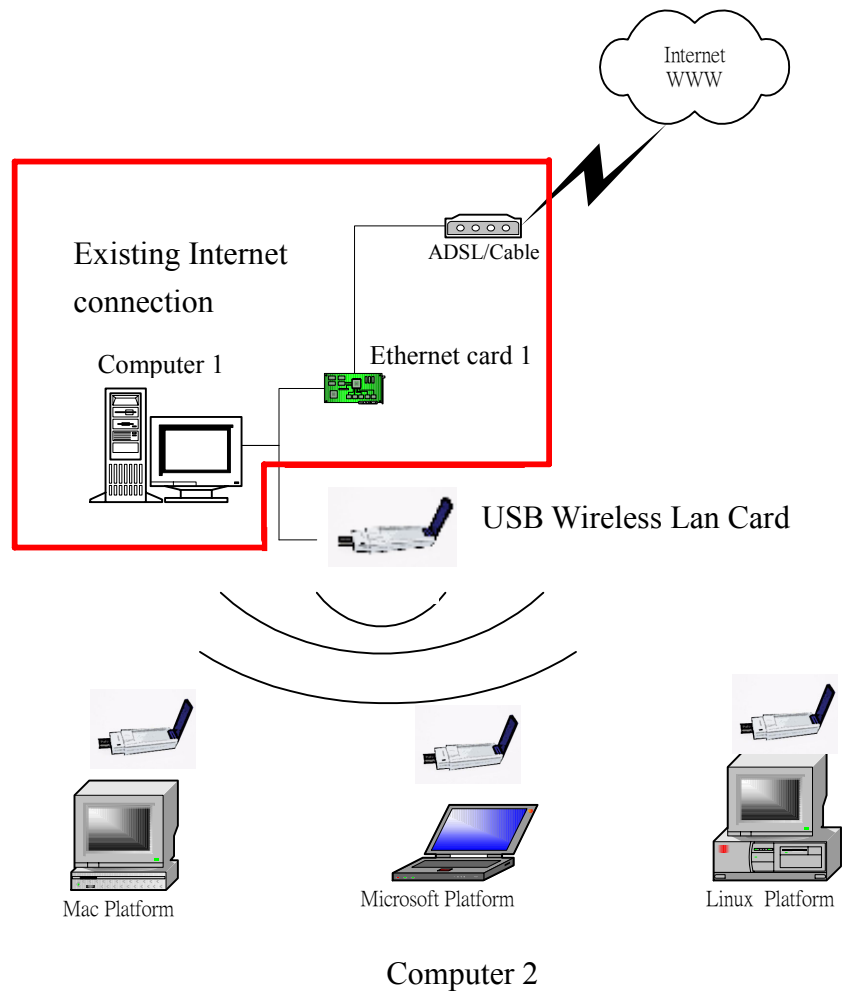 Internet
WWW
ADSL/Cable
Existing Internet
connection
Ethernet card 1
Computer 1
USB Wireless Lan Card
Mac Platform
Microsoft Platform
Linux Platform
Computer 2